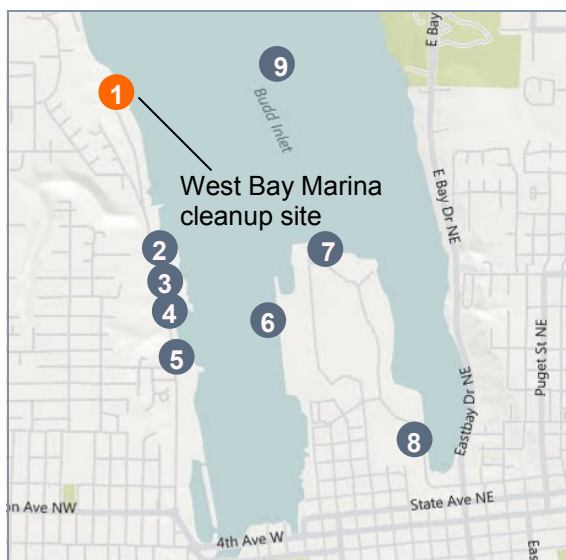 E Bay
9
1
Budd Inlet
West Bay Marina
cleanup site
E Bay Dr NE
2
7
3
4
6
5
Puget St NE
Eastbay Dr NE
8
State Ave NE
on Ave NW
4th Ave W
Eas